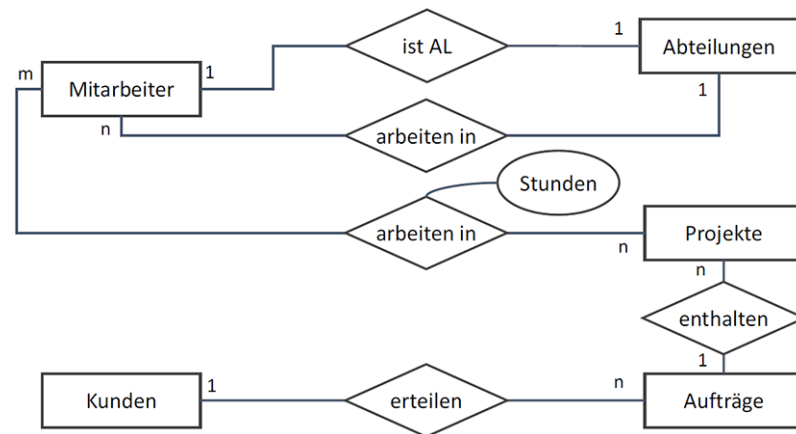 ist AL
1
Abteilungen
m
Mitarbeiter
1
1
n
arbeiten in
Stunden
arbeiten in
n
Projekte
n
enthalten
1
Kunden
1
erteilen
n
Aufträge